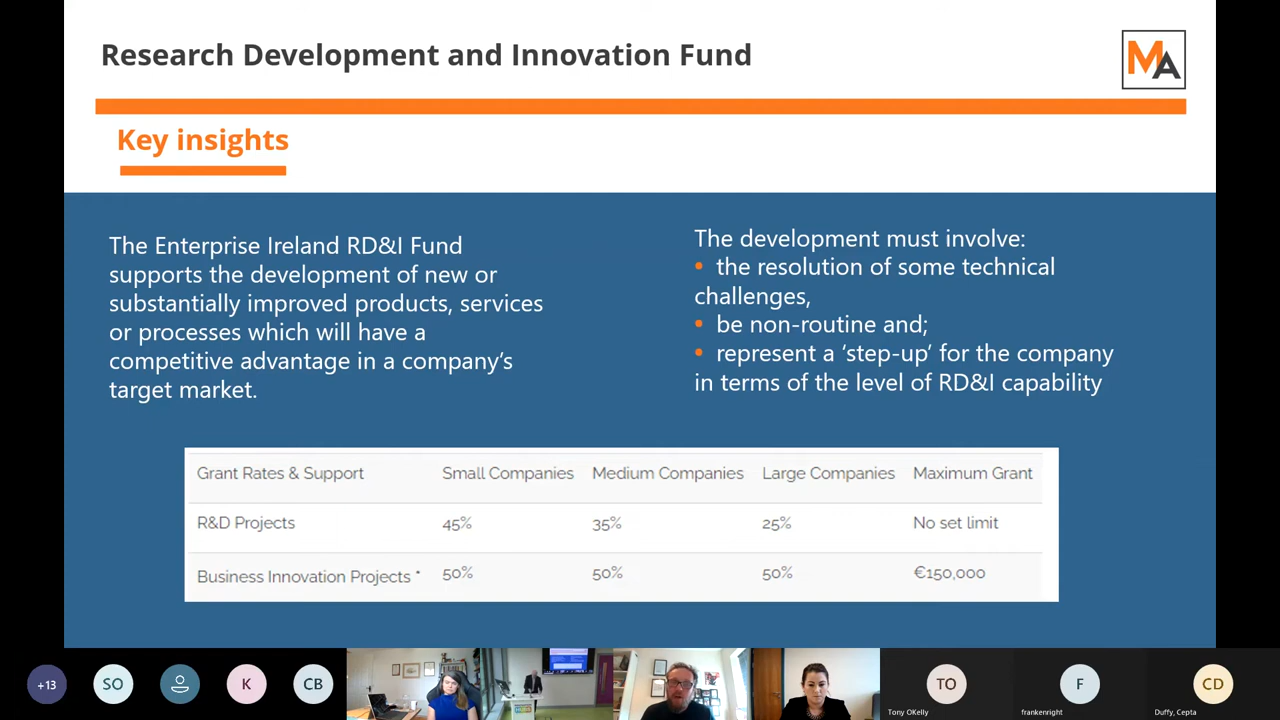 Research Development and Innovation Fund
MA
Key insights
The Enterprise Ireland RD&I Fund
supports the development of new or
substantially improved products, services
or processes which will have a
competitive advantage in a company's
target market.
The development must involve:
• the resolution of some technical
challenges,
• be non-routine and;
• represent a 'step-up' for the company
in terms of the level of RD&I capability
Grant Rates & Support Small Companies Medium Companies Large Companies Maximum Grant
R&D Projects 45% 35% 25% No set limit
Business Innovation Projects * 50% 50% 50% €150,000
+13 SO K CB TO F CD
Tony OKelly frankenright Duffy, Cepta